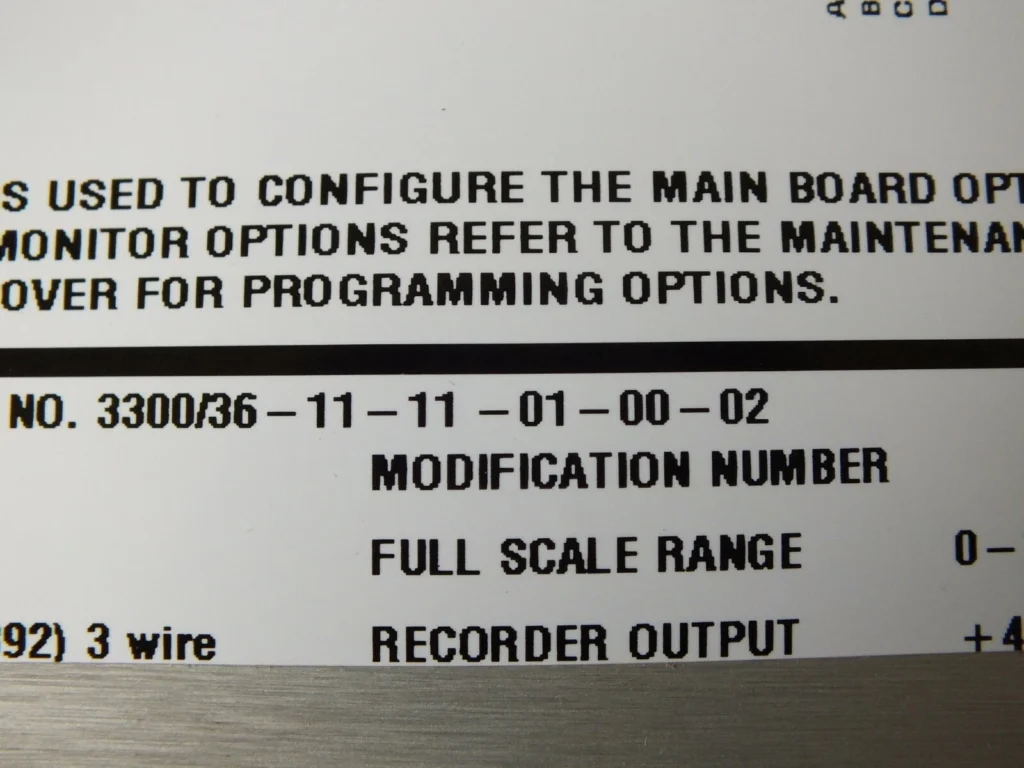 A
B
C
D
S USED TO CONFIGURE THE MAIN BOARD OPT
MONITOR OPTIONS REFER TO THE MAINTENAN
OVER FOR PROGRAMMING OPTIONS.
NO. 3300/36-11-11-01-00-02
MODIFICATION NUMBER
FULL SCALE RANGE 0-
92) 3 wire RECORDER OUTPUT +4